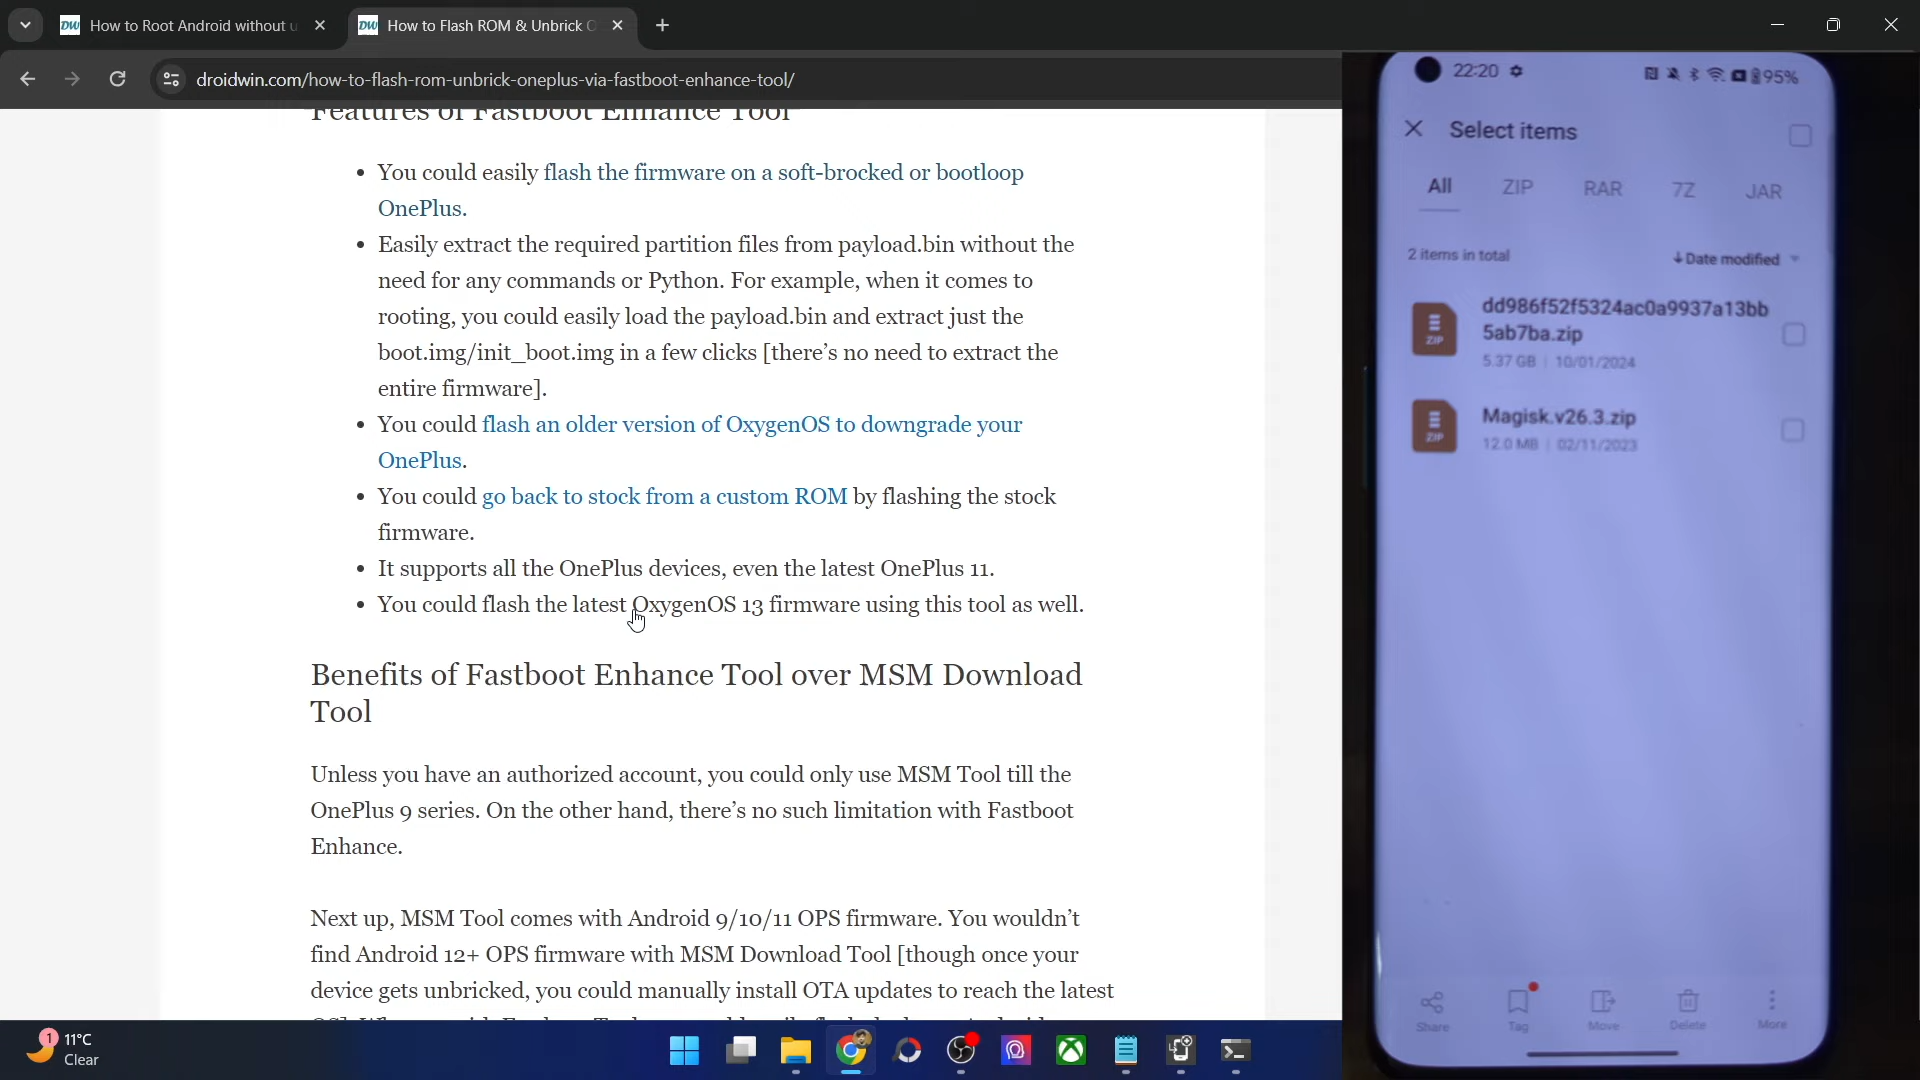 DW How to Root Android without u
DW How to Flash ROM & Unbrick O
droidwin.com/how-to-flash-rom-unbrick-oneplus-via-fastboot-enhance-tool/
Features of Fastboot Enhance Tool
• You could easily flash the firmware on a soft-brocked or bootloop
OnePlus.
• Easily extract the required partition files from payload.bin without the
need for any commands or Python. For example, when it comes to
rooting, you could easily load the payload.bin and extract just the
boot.img/init_boot.img in a few clicks [there’s no need to extract the
entire firmware].
• You could flash an older version of OxygenOS to downgrade your
OnePlus.
• You could go back to stock from a custom ROM by flashing the stock
firmware.
• It supports all the OnePlus devices, even the latest OnePlus 11.
• You could flash the latest OxygenOS 13 firmware using this tool as well.
Benefits of Fastboot Enhance Tool over MSM Download
Tool
Unless you have an authorized account, you could only use MSM Tool till the
OnePlus 9 series. On the other hand, there’s no such limitation with Fastboot
Enhance.
Next up, MSM Tool comes with Android 9/10/11 OPS firmware. You wouldn’t
find Android 12+ OPS firmware with MSM Download Tool [though once your
device gets unbricked, you could manually install OTA updates to reach the latest
1
11°C
Clear
22:20
95%
Select items
All ZIP RAR 7Z JAR
2 items in total
↓Date modified
ZIP
dd986f52f5324ac0a9937a13bb
5ab7ba.zip
5.37 GB | 10/01/2024
ZIP
Magisk.v26.3.zip
12.0 MB | 02/11/2023
Share Tag Move Delete More